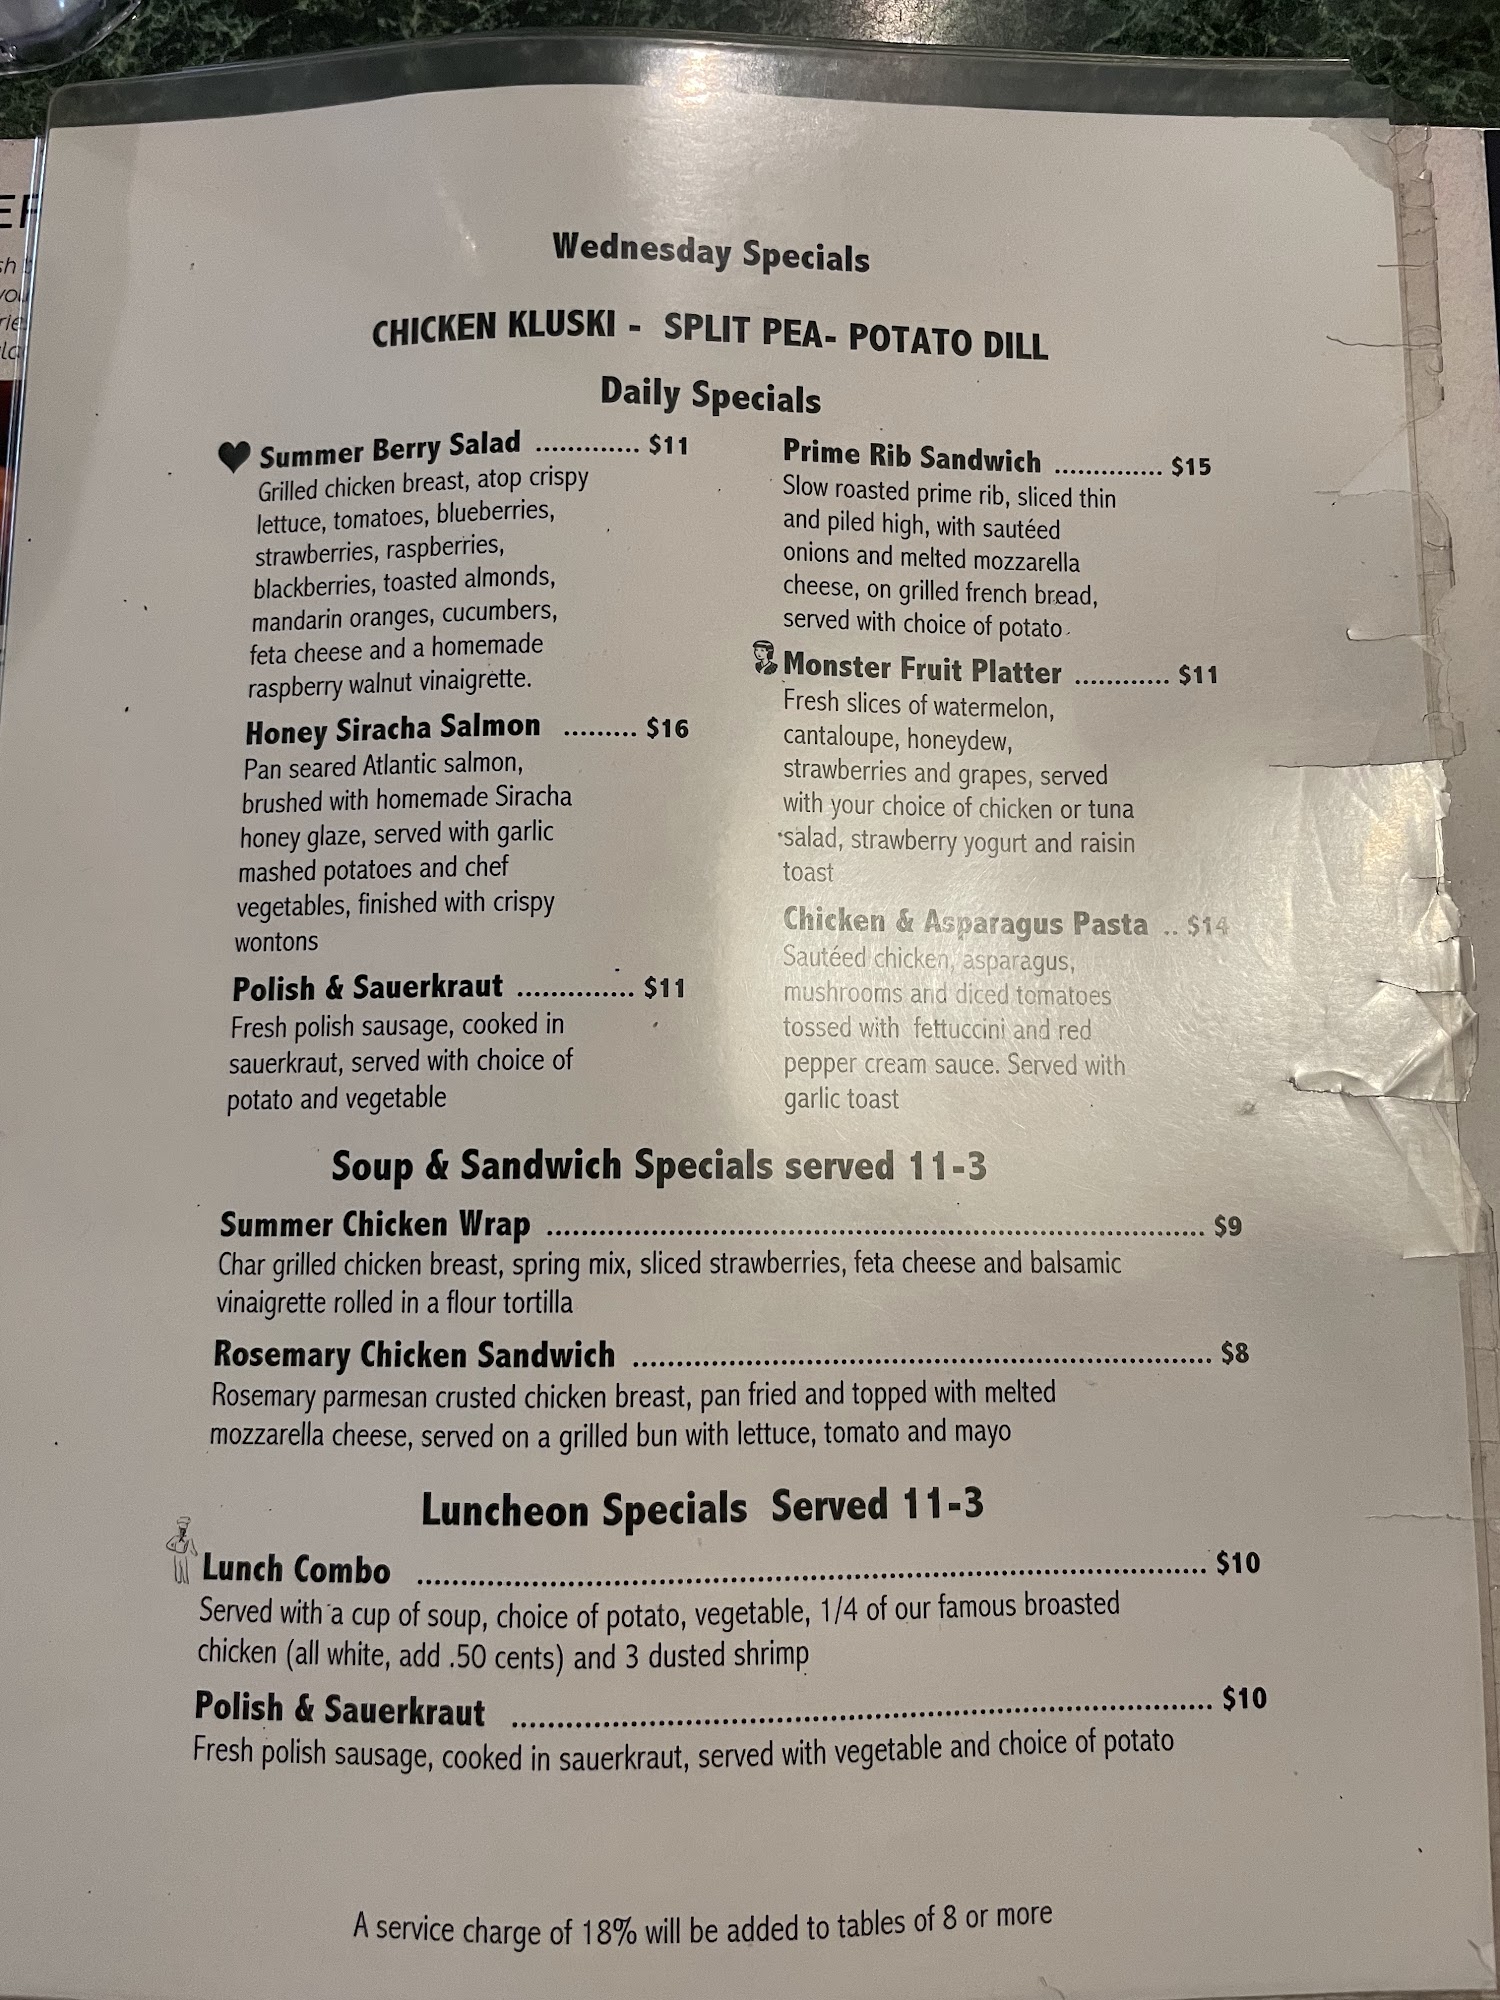 Wednesday Specials
CHICKEN KLUSKI - SPLIT PEA- POTATO DILL
Daily Specials
Summer Berry Salad ............. $11
Grilled chicken breast, atop crispy
lettuce, tomatoes, blueberries,
strawberries, raspberries,
blackberries, toasted almonds,
mandarin oranges, cucumbers,
feta cheese and a homemade
raspberry walnut vinaigrette.
Honey Siracha Salmon ......... $16
Pan seared Atlantic salmon,
brushed with homemade Siracha
honey glaze, served with garlic
mashed potatoes and chef
vegetables, finished with crispy
wontons
Polish & Sauerkraut .............. $11
Fresh polish sausage, cooked in
sauerkraut, served with choice of
potato and vegetable
Prime Rib Sandwich .............. $15
Slow roasted prime rib, sliced thin
and piled high, with sautéed
onions and melted mozzarella
cheese, on grilled french bread,
served with choice of potato
Monster Fruit Platter ............ $11
Fresh slices of watermelon,
cantaloupe, honeydew,
strawberries and grapes, served
with your choice of chicken or tuna
salad, strawberry yogurt and raisin
toast
Chicken & Asparagus Pasta .. $14
Sautéed chicken, asparagus,
mushrooms and diced tomatoes
tossed with fettuccini and red
pepper cream sauce. Served with
garlic toast
Soup & Sandwich Specials served 11-3
Summer Chicken Wrap ........................................................................... $9
Char grilled chicken breast, spring mix, sliced strawberries, feta cheese and balsamic
vinaigrette rolled in a flour tortilla
Rosemary Chicken Sandwich .................................................................. $8
Rosemary parmesan crusted chicken breast, pan fried and topped with melted
mozzarella cheese, served on a grilled bun with lettuce, tomato and mayo
Luncheon Specials Served 11-3
Lunch Combo .......................................................................................... $10
Served with a cup of soup, choice of potato, vegetable, 1/4 of our famous broasted
chicken (all white, add .50 cents) and 3 dusted shrimp
Polish & Sauerkraut ................................................................................ $10
Fresh polish sausage, cooked in sauerkraut, served with vegetable and choice of potato
A service charge of 18% will be added to tables of 8 or more